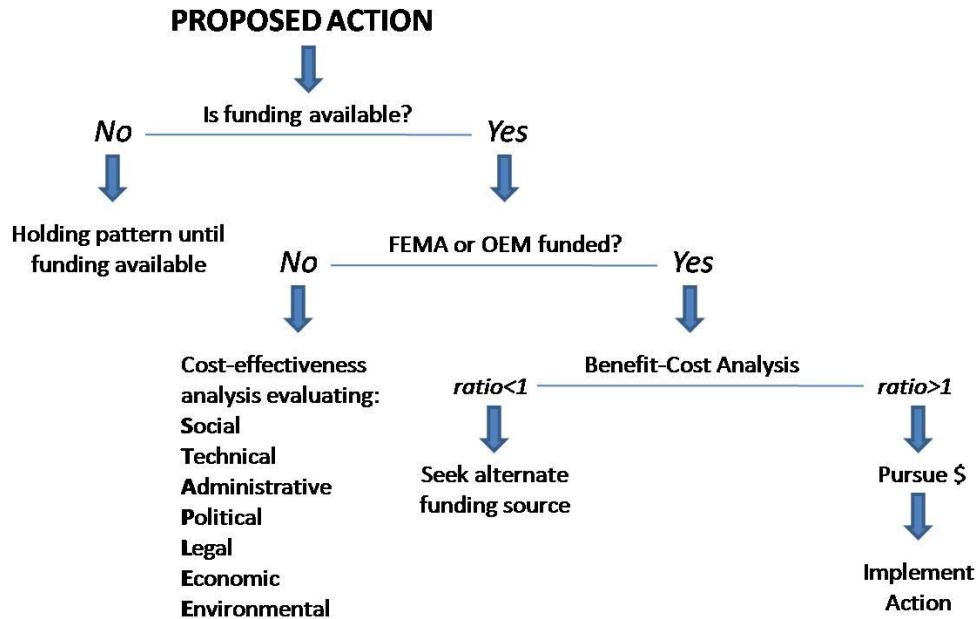 PROPOSED ACTION
Is funding available?
No
Yes
Holding pattern until
funding available
FEMA or OEM funded?
No
Yes
Cost-effectiveness
analysis evaluating:
Social
Technical
Administrative
Political
Legal
Economic
Environmental
Benefit-Cost Analysis
ratio<1
ratio>1
Seek alternate
funding source
Pursue $
Implement
Action